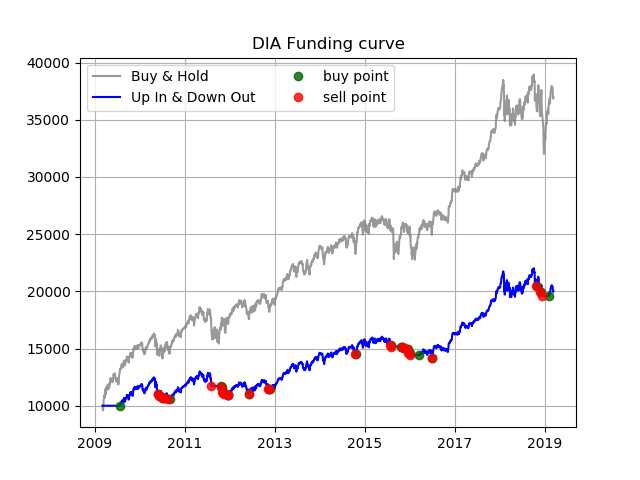 DIA Funding curve
Buy & Hold
Up In & Down Out
buy point
sell point
40000
35000
30000
25000
20000
15000
10000
2009 2011 2013 2015 2017 2019